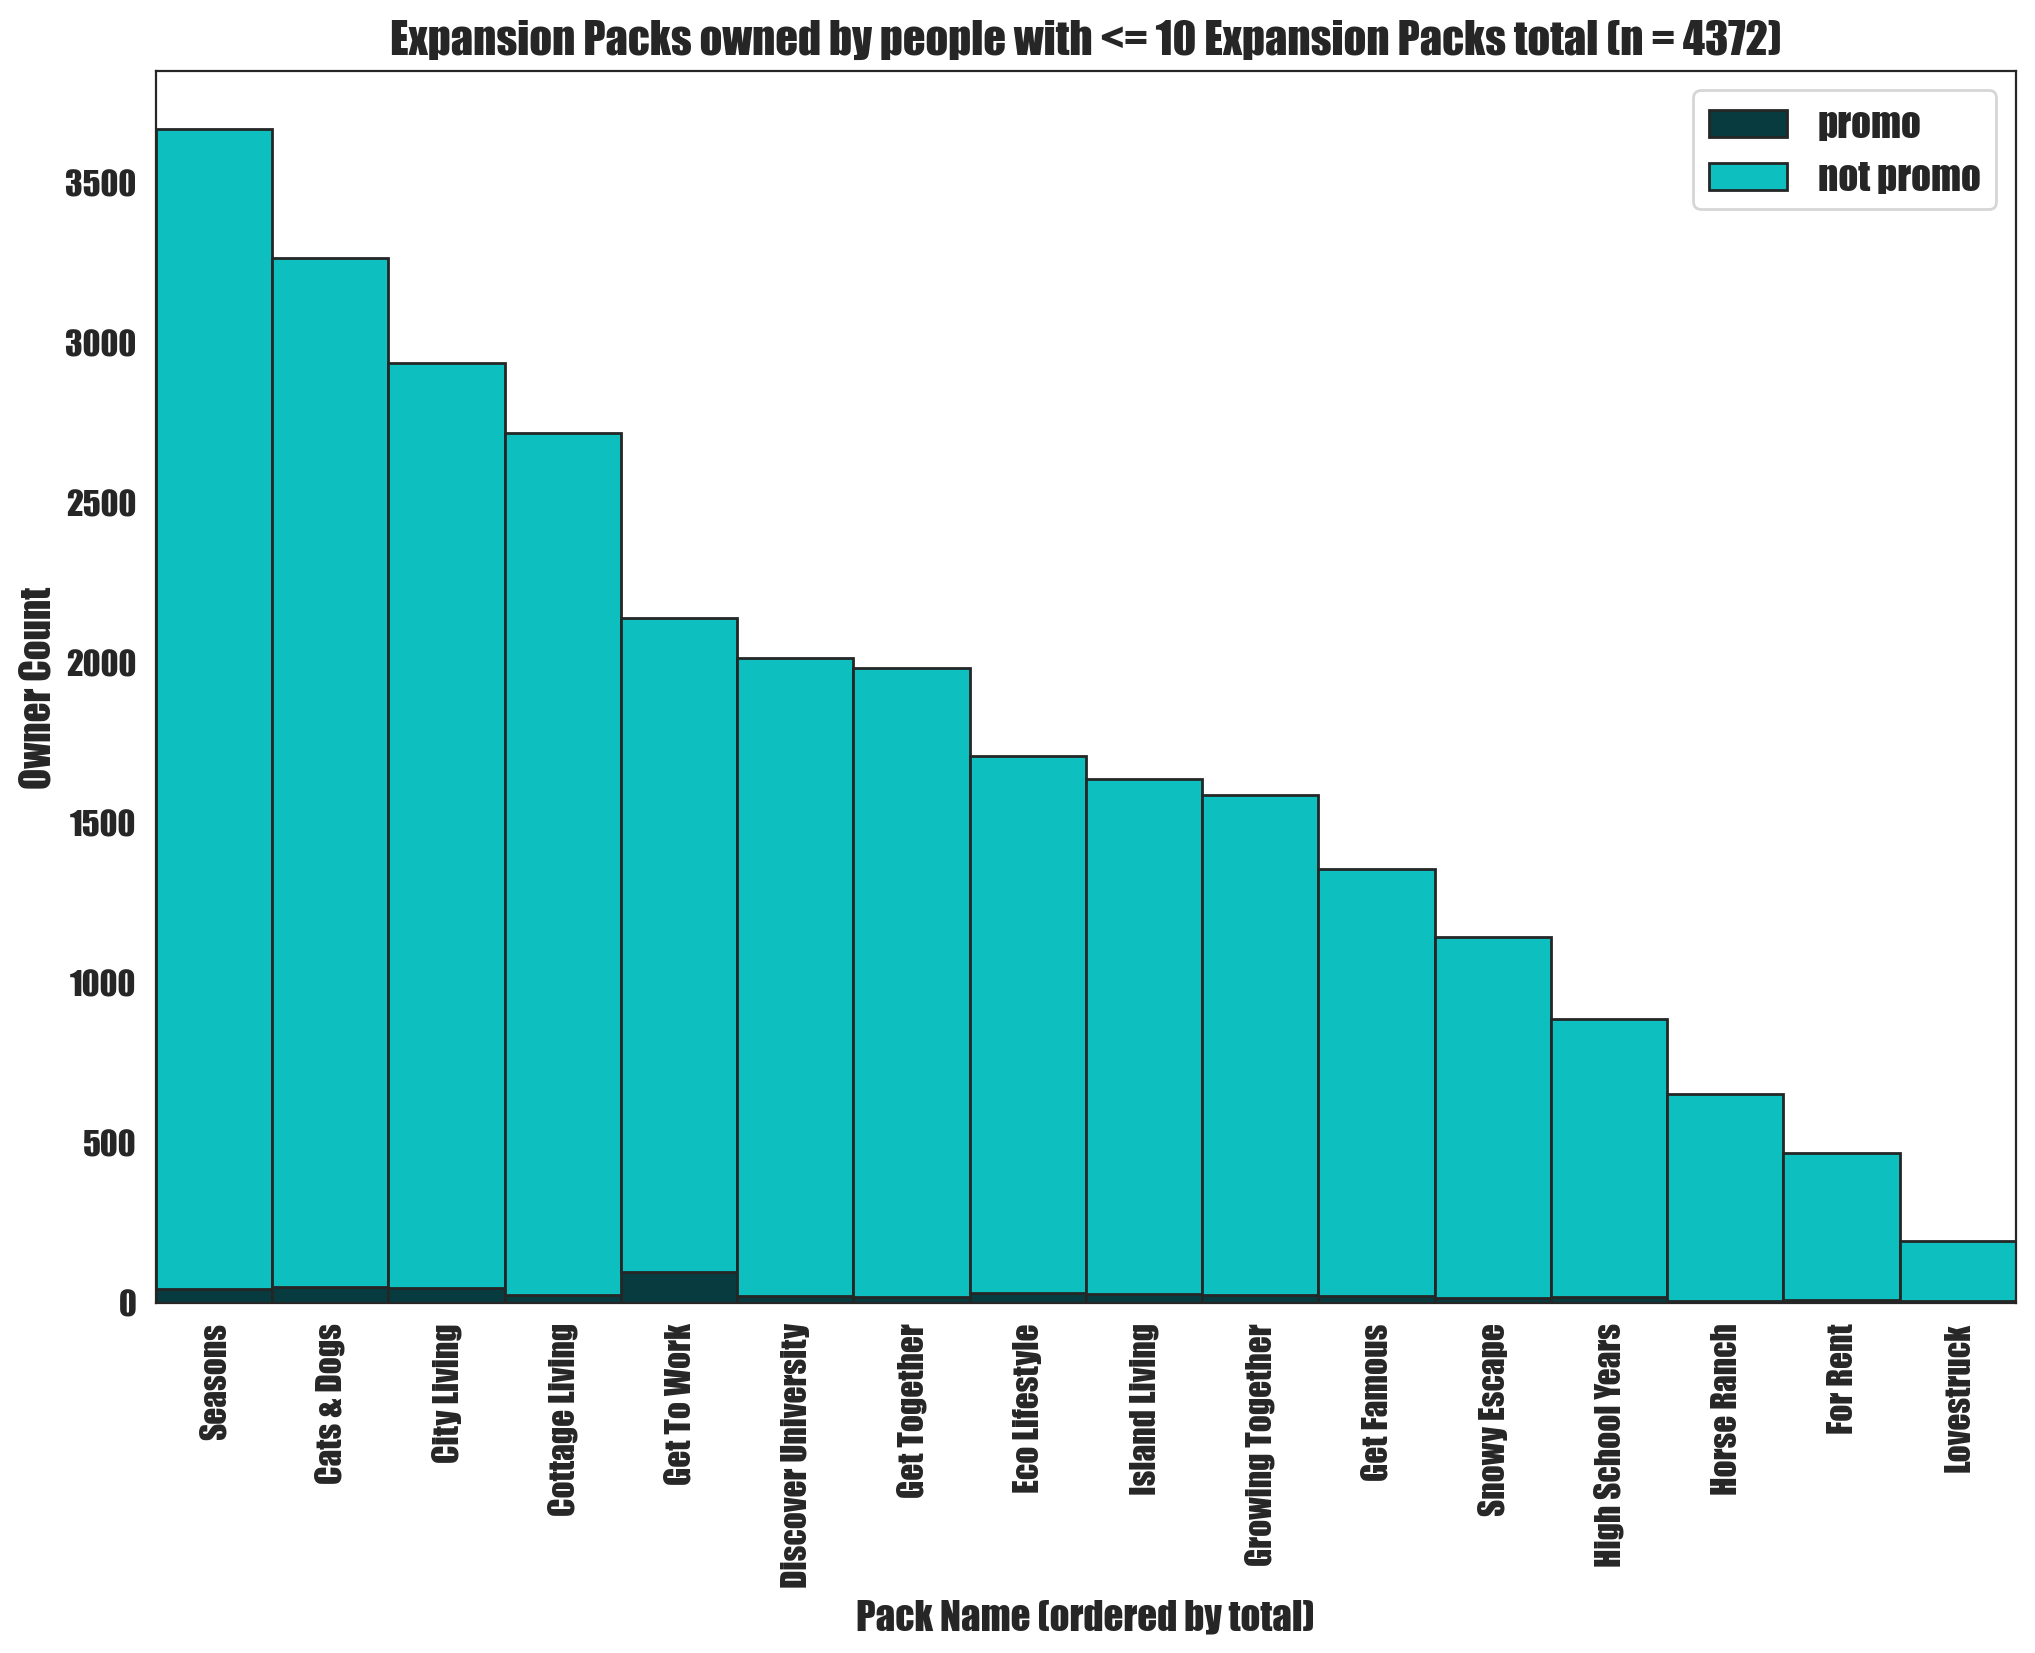 Expansion Packs owned by people with <= 10 Expansion Packs total (n = 4372)
promo
not promo
Owner Count
3500
3000
2500
2000
1500
1000
500
0
Seasons
Cats & Dogs
City Living
Cottage Living
Get To Work
Discover University
Get Together
Eco Lifestyle
Island Living
Growing Together
Get Famous
Snowy Escape
High School Years
Horse Ranch
For Rent
Lovestruck
Pack Name (ordered by total)